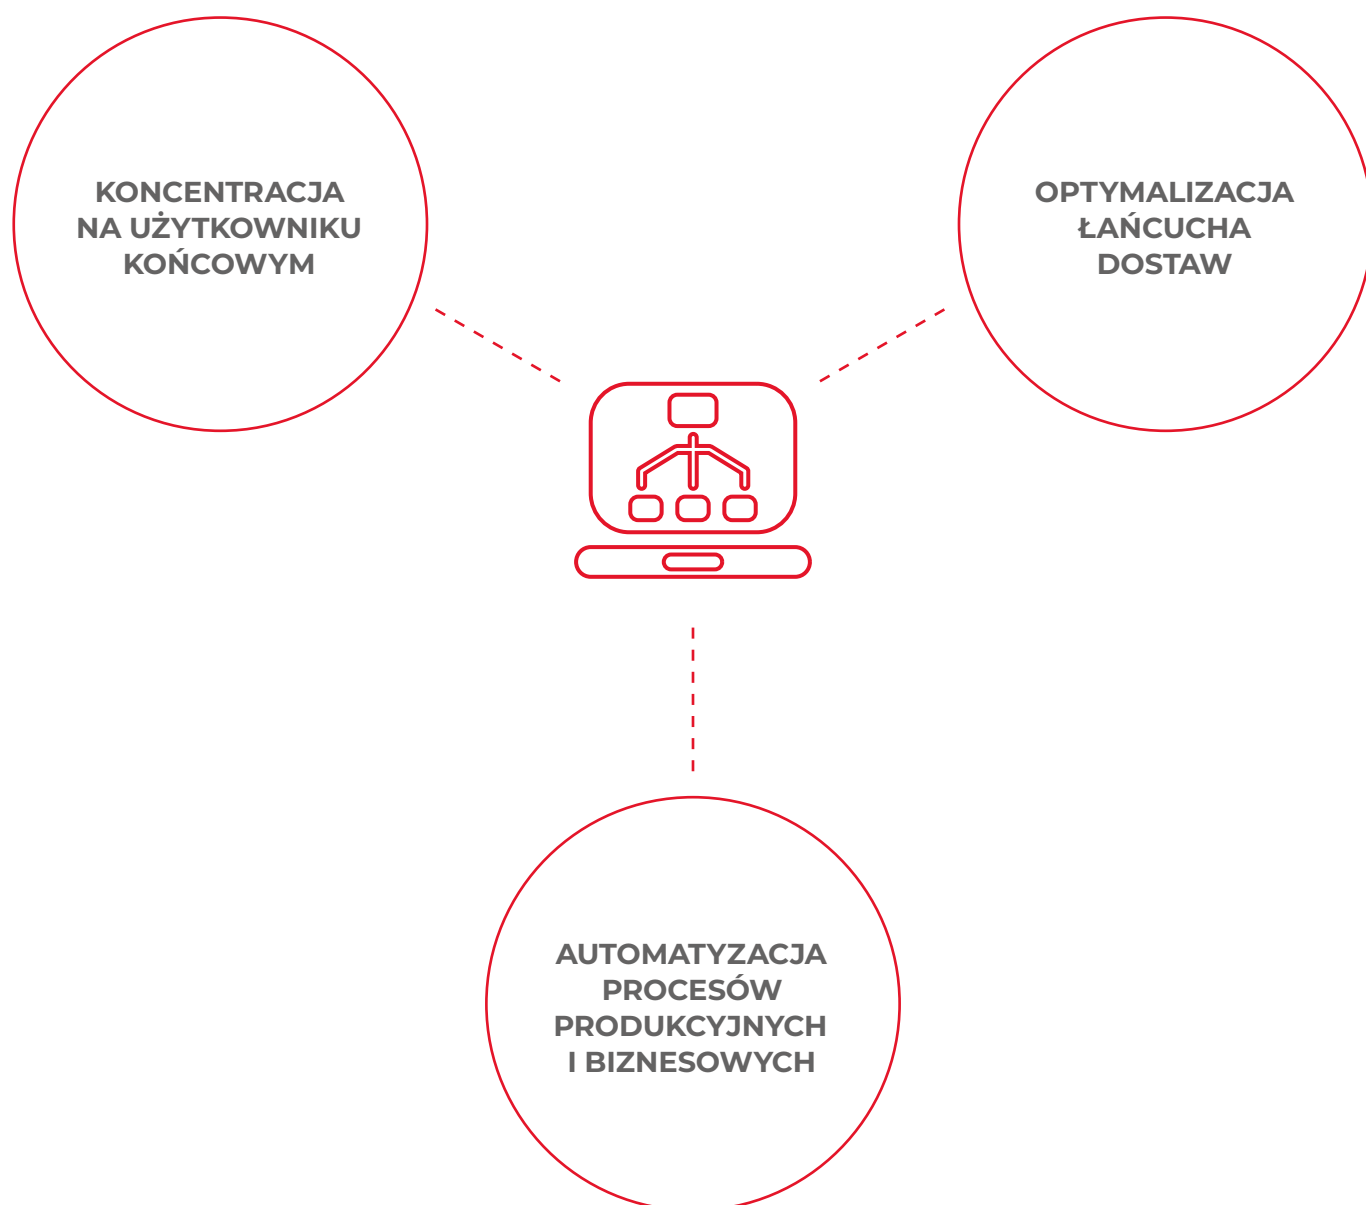 KONCENTRACJA
NA UŻYTKOWNIKU
KOŃCOWYM
OPTYMALIZACJA
ŁAŃCUCHA
DOSTAW
AUTOMATYZACJA
PROCESÓW
PRODUKCYJNYCH
I BIZNESOWYCH